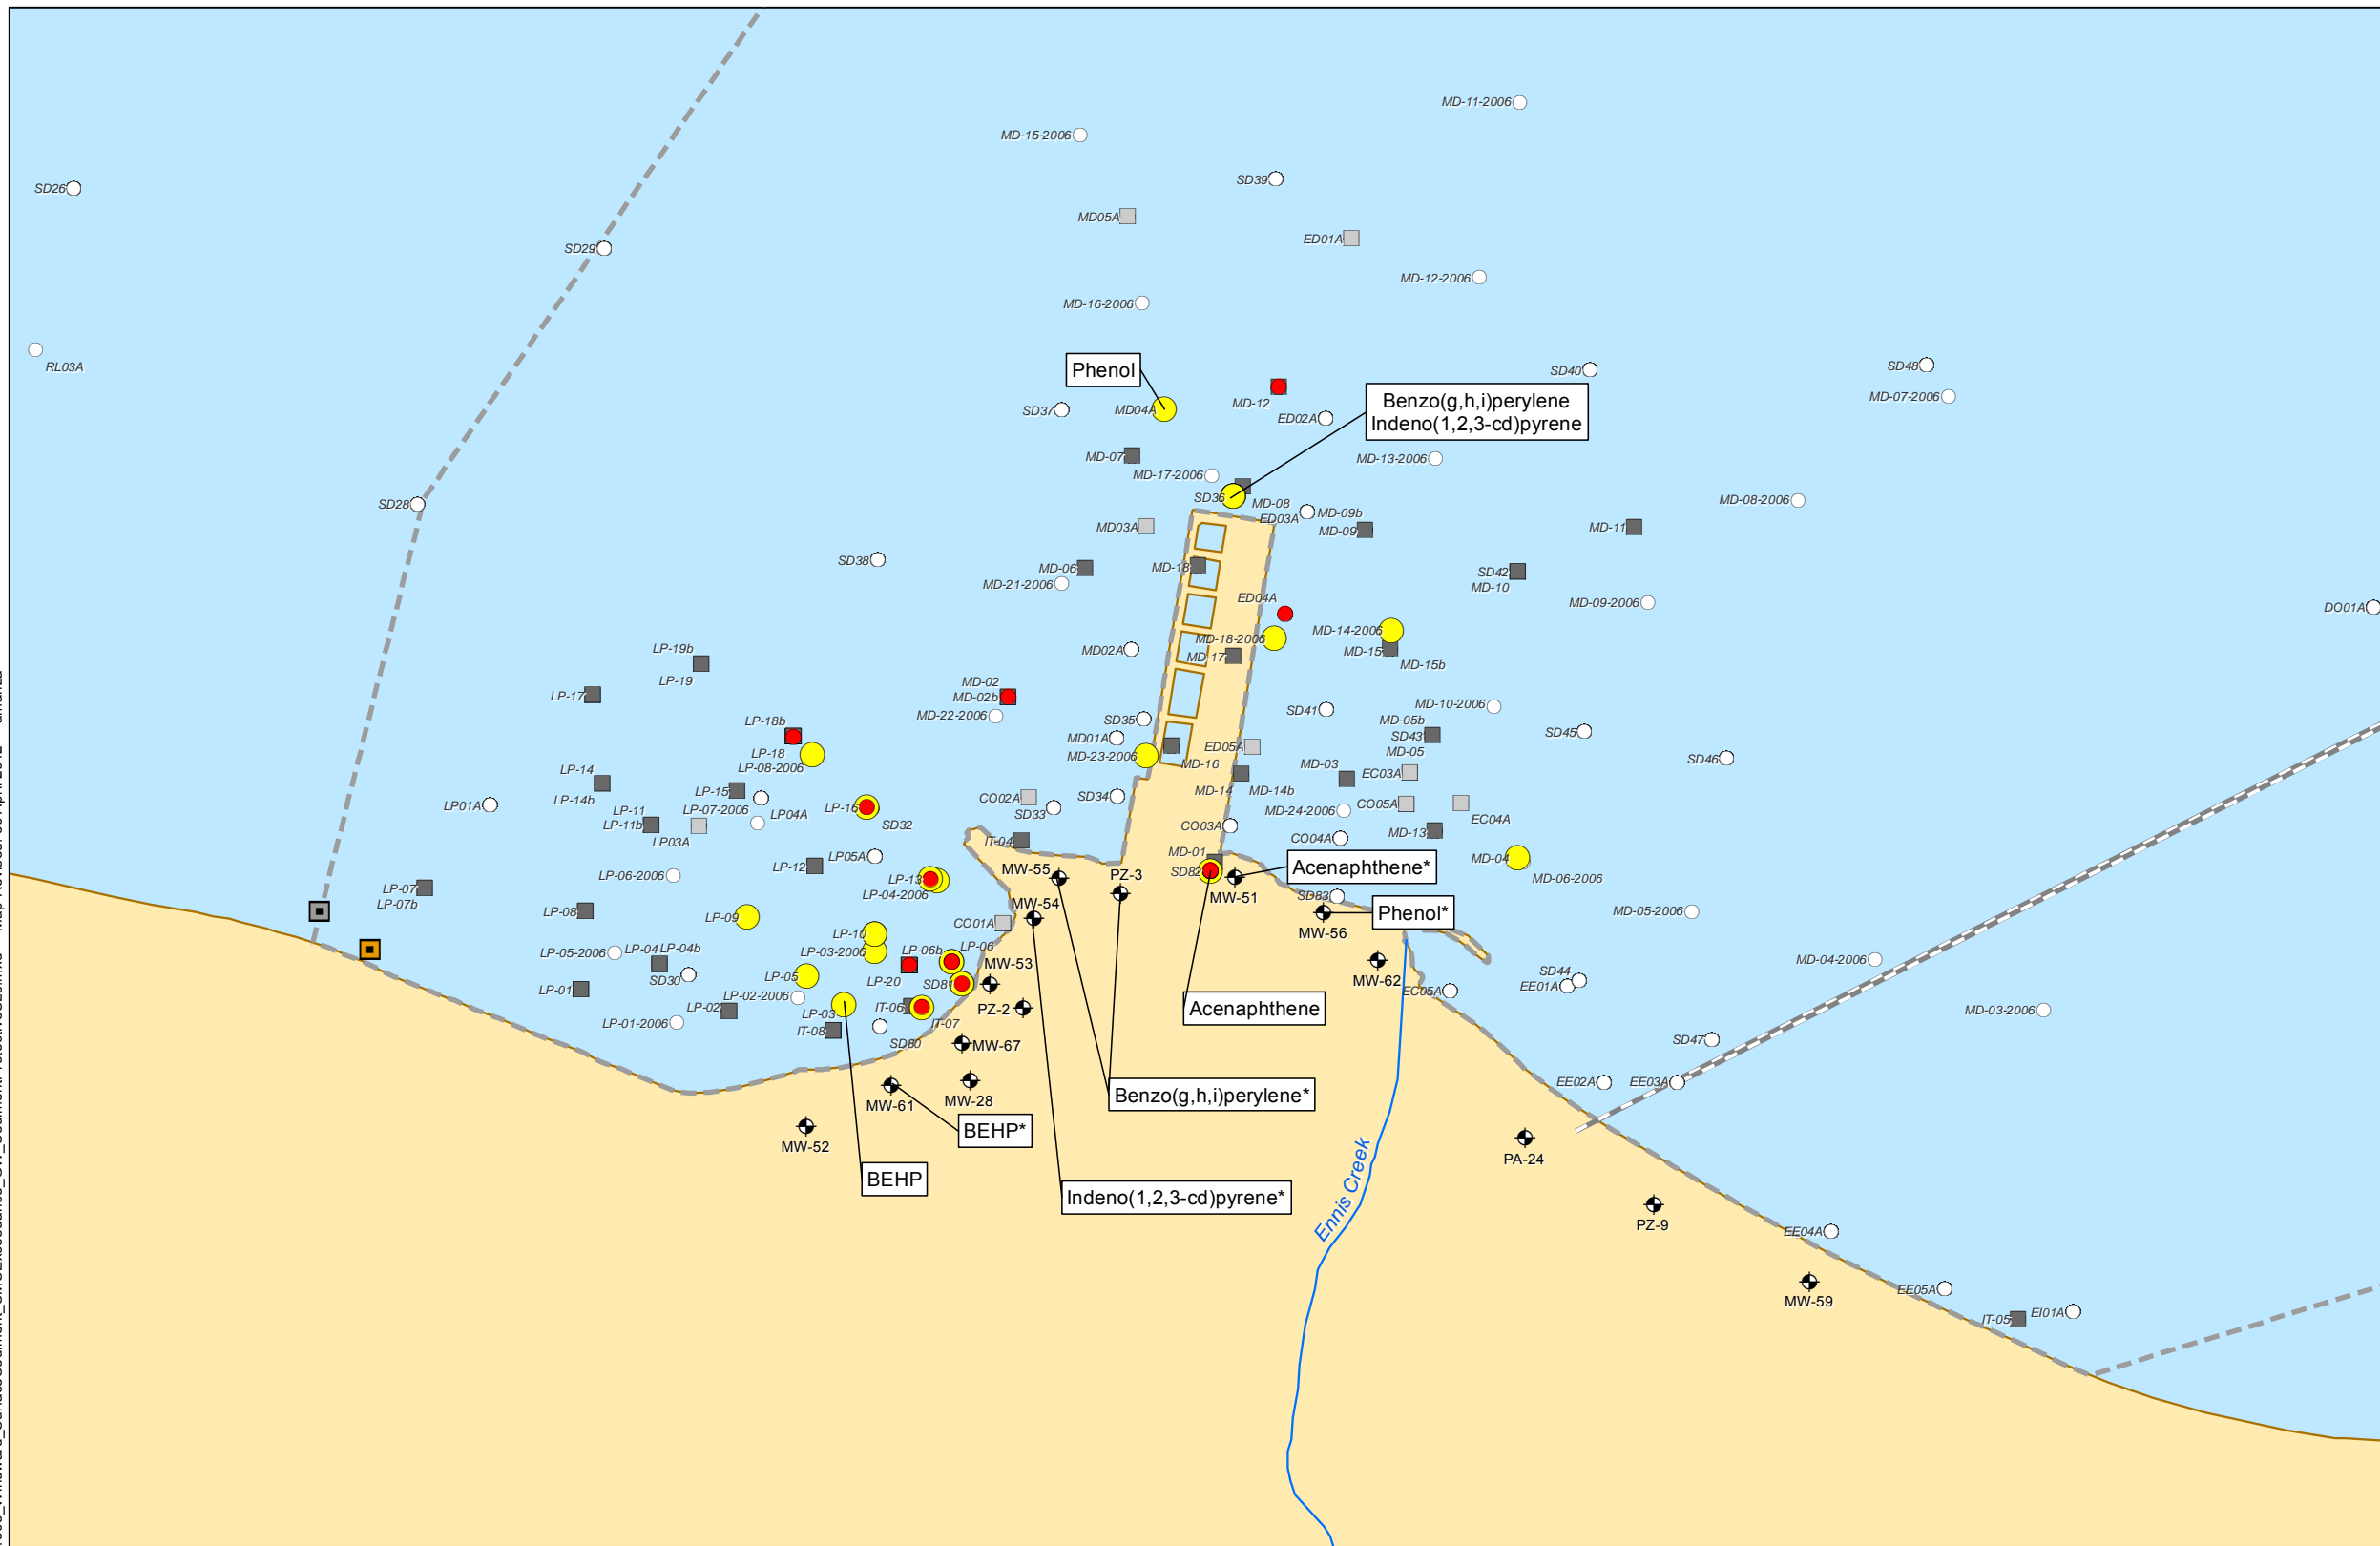 MD-11-2006
MD-15-2006
SD39
SD26
MD05A
ED01A
SD29
MD-12-2006
MD-16-2006
RL03A
Phenol
SD40
SD48
MD-07-2006
MD-12
SD37
MD04A
ED02A
Benzo(g,h,i)perylene
Indeno(1,2,3-cd)pyrene
MD-07
MD-13-2006
MD-17-2006
SD28
MD-08
MD-08-2006
ED03A
MD-09b
MD03A
MD-09
MD-11
SD38
MD-06
MD-18
SD42
MD-10
MD-21-2006
ED04A
MD-09-2006
DO01A
MD-18-2006
MD-14-2006
LP-19b
MD02A
MD-17
MD-15
MD-15b
LP-19
LP-17
MD-02
MD-02b
MD-22-2006
SD35
SD41
MD-10-2006
LP-18b
MD01A
MD-05b
SD43
MD-05
SD45
LP-18
LP-08-2006
MD-23-2006
ED05A
MD-16
SD46
LP-14
LP-14b
MD-03
EC03A
LP-15
MD-14
MD-14b
LP01A
LP-11
LP-07-2006
LP04A
LP-16
CO02A
SD34
SD33
MD-24-2006
CO05A
EC04A
LP-11b
SD32
CO03A
LP03A
IT-04
CO04A
MD-13
LP-12
LP05A
MD-01
MD-04
Acenaphthene*
LP-06-2006
LP-13
MW-55
PZ-3
SD82
MD-06-2006
LP-07
LP-07b
LP-04-2006
MW-51
SD83
MW-54
LP-08
LP-09
CO01A
Phenol*
MD-05-2006
LP-10
MW-56
LP-05-2006
LP-04
LP-04b
LP-03-2006
LP-06b
LP-06
MW-53
MD-04-2006
SD30
LP-05
LP-20
MW-62
SD44
LP-01
LP-02-2006
EC05A
EE01A
LP-02
LP-03
IT-06
PZ-2
Acenaphthene
MD-03-2006
LP-01-2006
IT-08
IT-07
SD80
MW-67
SD47
EE02A
EE03A
Benzo(g,h,i)perylene*
MW-61
MW-28
BEHP*
MW-52
PA-24
BEHP
Indeno(1,2,3-cd)pyrene*
Ennis Creek
PZ-9
EE04A
MW-59
EE05A
IT-05
EI01A